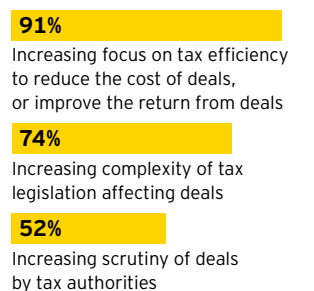 91%
Increasing focus on tax efficiency
to reduce the cost of deals,
or improve the return from deals
74%
Increasing complexity of tax
legislation affecting deals
52%
Increasing scrutiny of deals
by tax authorities